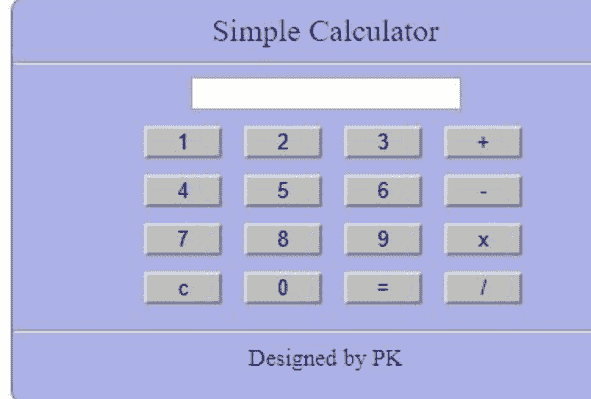 Simple Calculator
1 2 3 +
4 5 6 -
7 8 9 x
c 0 = /
Designed by PK